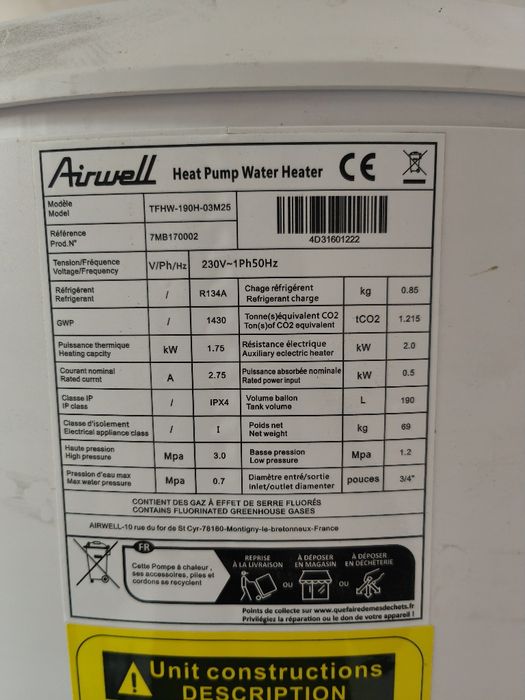 Airwell Heat Pump Water Heater CE
Modèle
Model
TFHW-190H-03M25
Référence
Prod.N°
7MB170002
4D31601222
Tension/Fréquence
Voltage/Frequency
V/Ph/Hz
230V~1Ph50Hz
Réfrigérent
Refrigerant
/
R134A
Chage réfrigérent
Refrigerant charge
kg
0.85
GWP
/
1430
Tonne(s)équivalent CO2
Ton(s)of CO2 equivalent
tCO2
1.215
Puissance thermique
Heating capcity
kW
1.75
Résistance électrique
Auxiliary eclectric heater
kW
2.0
Courant nominal
Rated currnt
A
2.75
Puissance absorbée nominale
Rated power input
kW
0.5
Classe IP
IP class
/
IPX4
Volume ballon
Tank volume
L
190
Classe d'isolement
Electrical appliance class
/
I
Poids net
Net weight
kg
69
Haute pression
High pressure
Mpa
3.0
Basse pression
Low pressure
Mpa
1.2
Pression d'eau max
Max water pressure
Mpa
0.7
Diamètre entré/sortie
inlet/outlet diamenter
pouces
3/4"
CONTIENT DES GAZ À EFFET DE SERRE FLUORÉS
CONTAINS FLUORINATED GREENHOUSE GASES
AIRWELL-10 rue du for de St Cyr-78180-Montigny-le-bretonneux-France
FR
Cette Pompe à chaleur,
ses accessoires, piles et
cordons se recyclent
REPRISE
À LA LIVRAISON
OU
À DÉPOSER
EN MAGASIN
OU
À DÉPOSER
EN DÉCHÈTERIE
Points de collecte sur www.quefairedemesdechets.fr
Privilégiez la réparation ou le don de votre appareil !
Unit constructions
DESCRIPTION